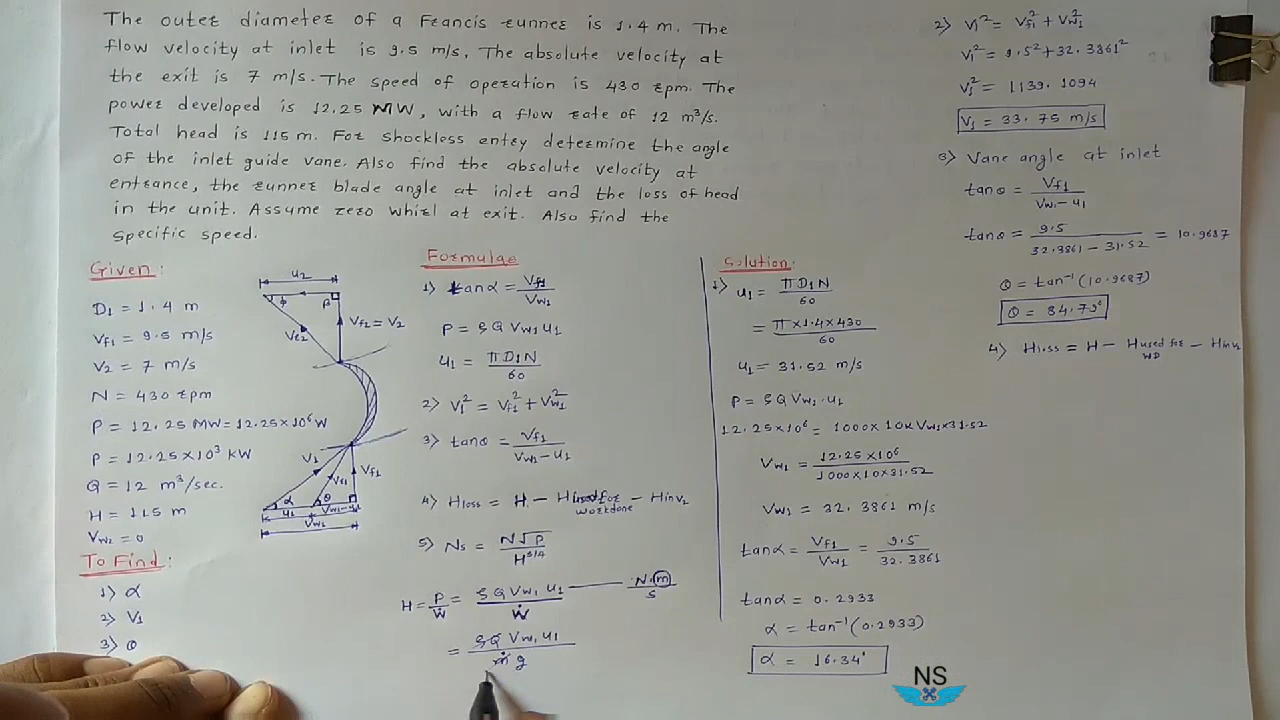 The outer diameter of a Francis runner is 1.4 m. The
flow velocity at inlet is 9.5 m/s. The absolute velocity at
the exit is 7 m/s. The speed of operation is 430 rpm. The
power developed is 12.25 MW, with a flow rate of 12 m³/s.
Total head is 115 m. For shockless entry determine the angle
of the inlet guide vane. Also find the absolute velocity at
entrance, the runner blade angle at inlet and the loss of head
in the unit. Assume zero whirl at exit. Also find the
specific speed.
Given:
D1 = 1.4 m
Vf1 = 9.5 m/s
V2 = 7 m/s
N = 430 rpm
P = 12.25 MW = 12.25×10⁶ W
P = 12.25×10³ KW
Q = 12 m³/sec.
H = 115 m
Vw2 = 0
To Find:
1) α
2) V1
3) θ
u2
ϕ
β
Vr2
Vf2 = V2
V1
Vr1
Vf1
α
θ
u1
Vw1-u1
Vw1
Formulae
1) tanα = Vf1/Vw1
P = ρ Q Vw1 u1
u1 = π D1 N/60
2) V1² = Vf1² + Vw1²
3) tanθ = Vf1/(Vw1-u1)
4) Hloss = H - H used for workdone - H in V2
5) Ns = N√P/H^5/4
H = P/Ẇ = ρ Q Vw1 u1/Ẇ — N.m/s
= ρQ Vw1 u1/ṁ g
Solution:
1) u1 = π D1 N/60
= π×1.4×430/60
u1 = 31.52 m/s
P = ρ Q Vw1 . u1
12.25×10⁶ = 1000×10×Vw1×31.52
Vw1 = 12.25×10⁶/1000×10×31.52
Vw1 = 32.3861 m/s
tanα = Vf1/Vw1 = 9.5/32.3861
tanα = 0.2933
α = tan⁻¹(0.2933)
α = 16.34°
2) V1² = Vf1² + Vw1²
V1² = 9.5² + 32.3861²
V1² = 1139.1094
V1 = 33.75 m/s
3) Vane angle at inlet
tanθ = Vf1/(Vw1-u1)
tanθ = 9.5/(32.3861-31.52) = 10.9687
θ = tan⁻¹(10.9687)
θ = 84.79°
4) Hloss = H - H used for WD - H in V2
NS